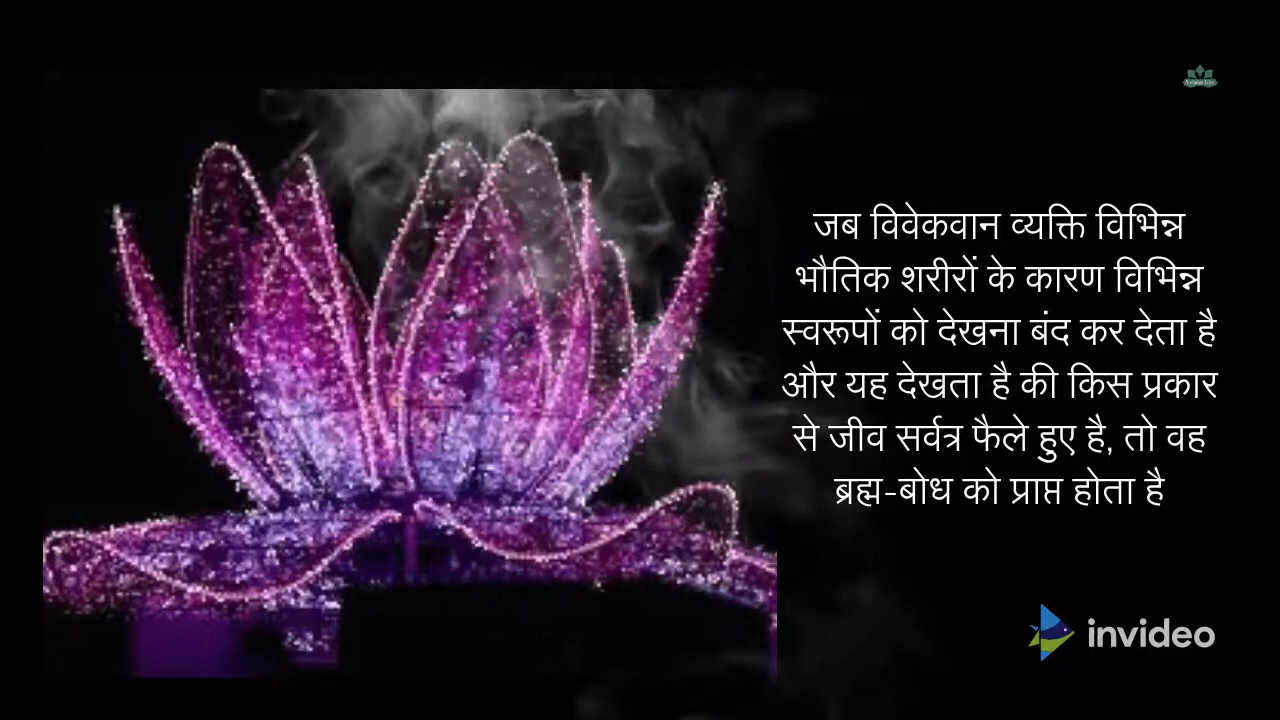 जब विवेकवान व्यक्ति विभिन्न
भौतिक शरीरों के कारण विभिन्न
स्वरूपों को देखना बंद कर देता है
और यह देखता है की किस प्रकार
से जीव सर्वत्र फैले हुए है, तो वह
ब्रह्म-बोध को प्राप्त होता है
invideo